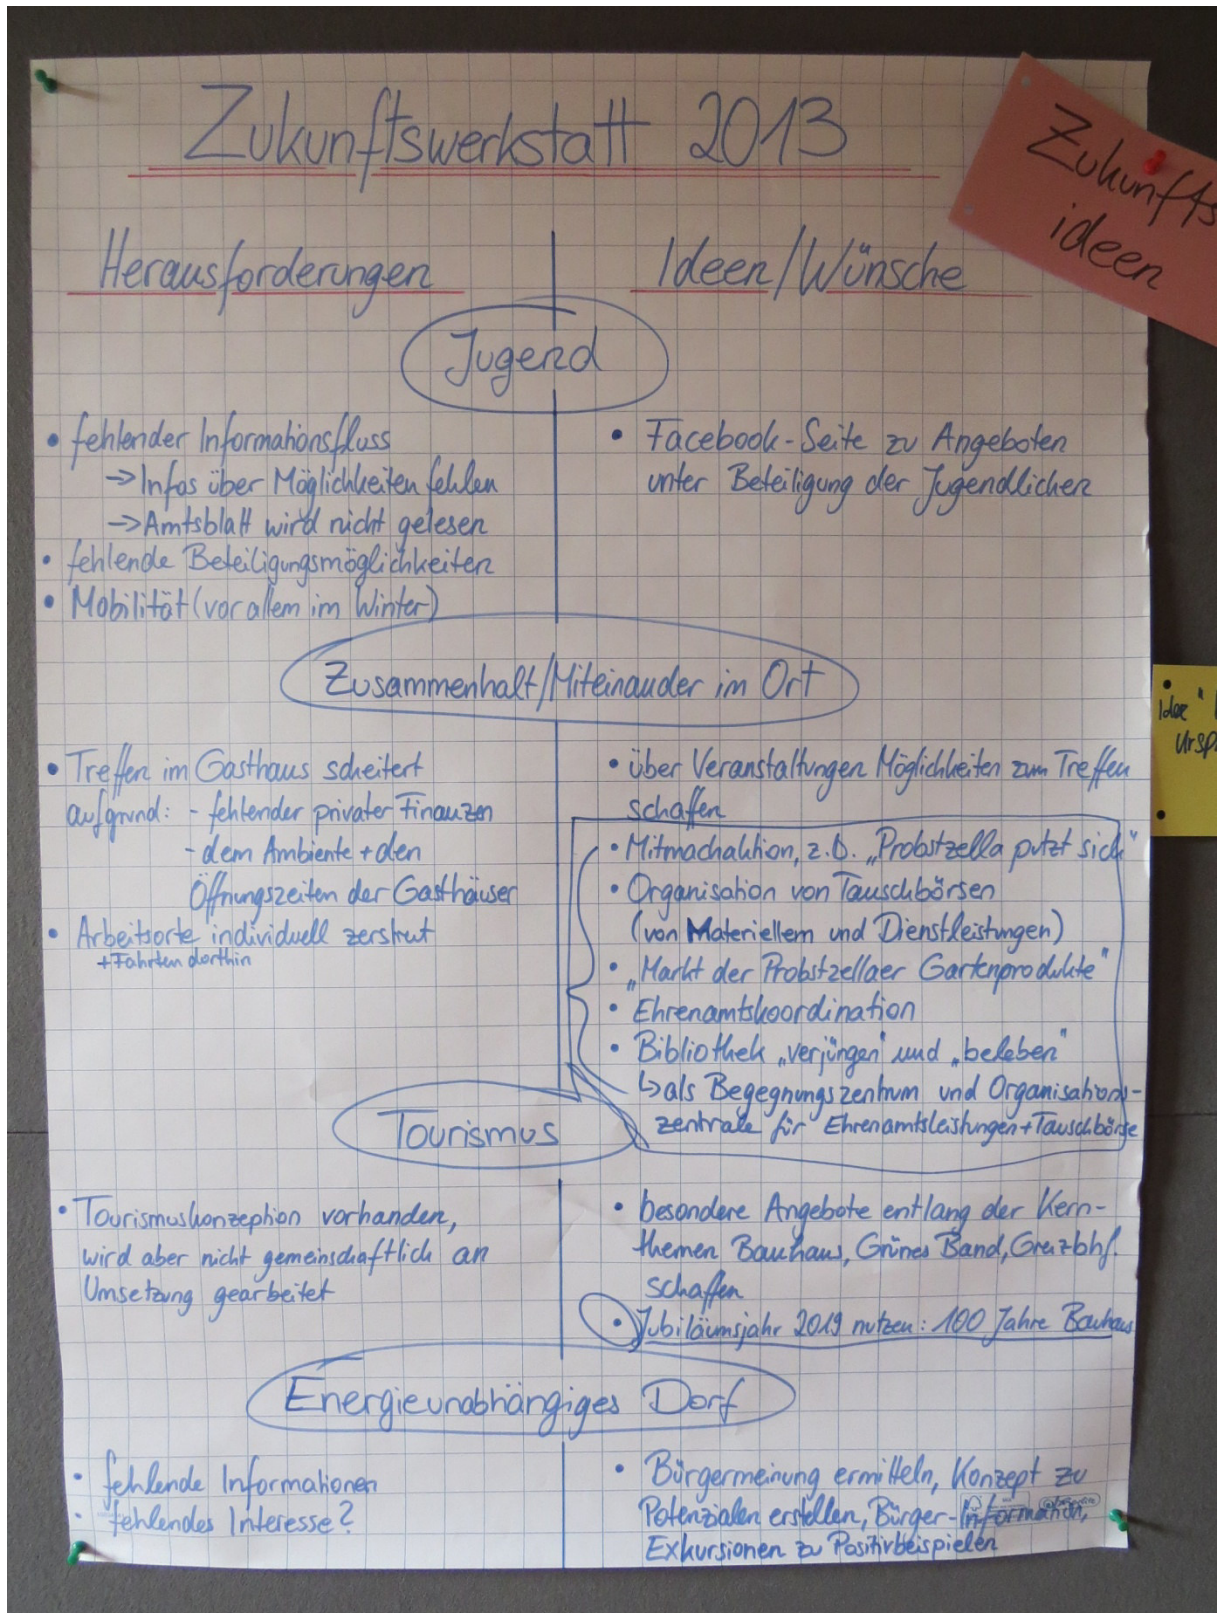 Zukunftswerkstatt 2013
Zukunfts
ideen
Herausforderungen
Ideen/Wünsche
Jugend
• fehlender Informationsfluss
→ Infos über Möglichkeiten fehlen
→ Amtsblatt wird nicht gelesen
• fehlende Beteiligungsmöglichkeiten
• Mobilität (vor allem im Winter)
• Facebook-Seite zu Angeboten
unter Beteiligung der Jugendlichen
Zusammenhalt/Miteinander im Ort
• Treffen im Gasthaus scheitert
aufgrund: - fehlender privater Finanzen
- dem Ambiente + den
Öffnungszeiten der Gasthäuser
• Arbeitsorte individuell zerstreut
+ Fahrten dorthin
• über Veranstaltungen Möglichkeiten zum Treffen
schaffen
• Mitmachaktion, z.B. „Probstzella putzt sich"
• Organisation von Tauschbörsen
(von Materiellem und Dienstleistungen)
• „Markt der Probstzellaer Gartenprodukte"
• Ehrenamtskoordination
• Bibliothek „verjüngen" und „beleben"
↳ als Begegnungszentrum und Organisations-
zentrale für Ehrenamtsleistungen + Tauschbörse
Tourismus
• Tourismuskonzeption vorhanden,
wird aber nicht gemeinschaftlich an
Umsetzung gearbeitet
• besondere Angebote entlang der Kern-
themen Bauhaus, Grünes Band, Grenzbhf.
schaffen
• Jubiläumsjahr 2019 nutzen: 100 Jahre Bauhaus
Energieunabhängiges Dorf
• fehlende Informationen
• fehlendes Interesse?
• Bürgermeinung ermitteln, Konzept zu
Potenzialen erstellen, Bürger-Information,
Exkursionen zu Positivbeispielen